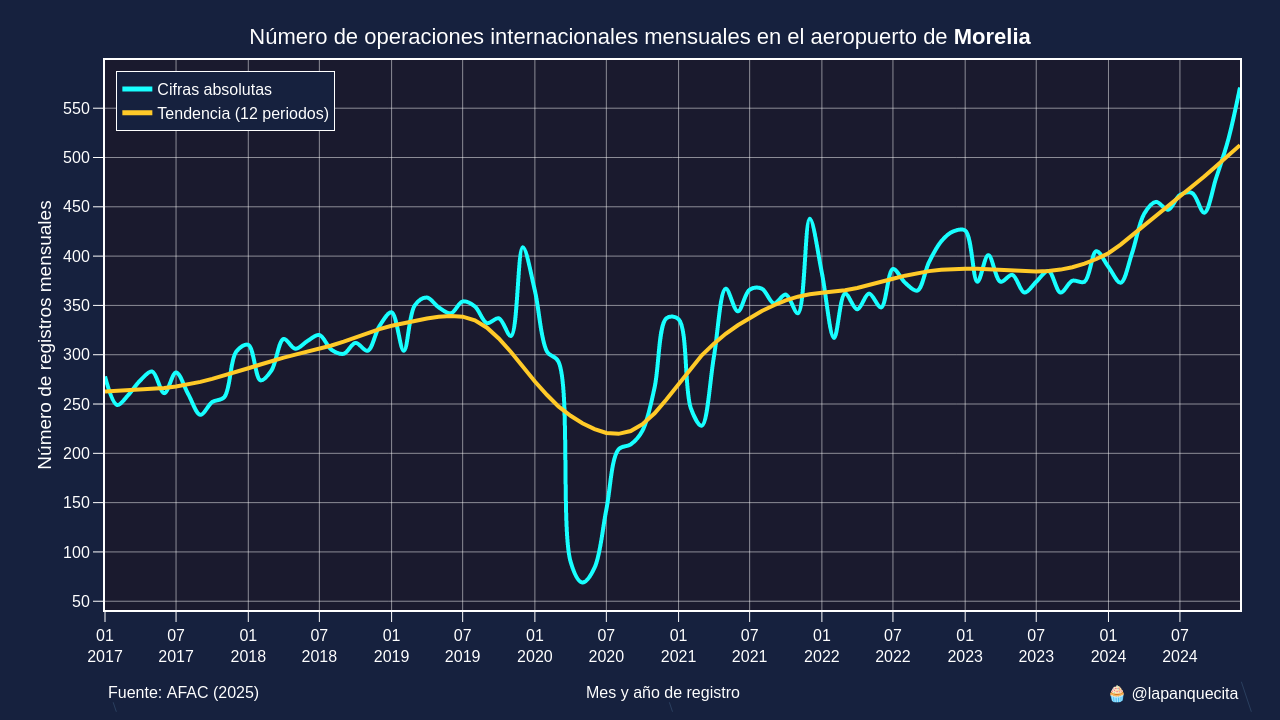 Número de operaciones internacionales mensuales en el aeropuerto de Morelia
Cifras absolutas
Tendencia (12 periodos)
Número de registros mensuales
550
500
450
400
350
300
250
200
150
100
50
01 07 01 07 01 07 01 07 01 07 01 07 01 07 01 07
2017 2017 2018 2018 2019 2019 2020 2020 2021 2021 2022 2022 2023 2023 2024 2024
Fuente: AFAC (2025) Mes y año de registro 🧁 @lapanquecita